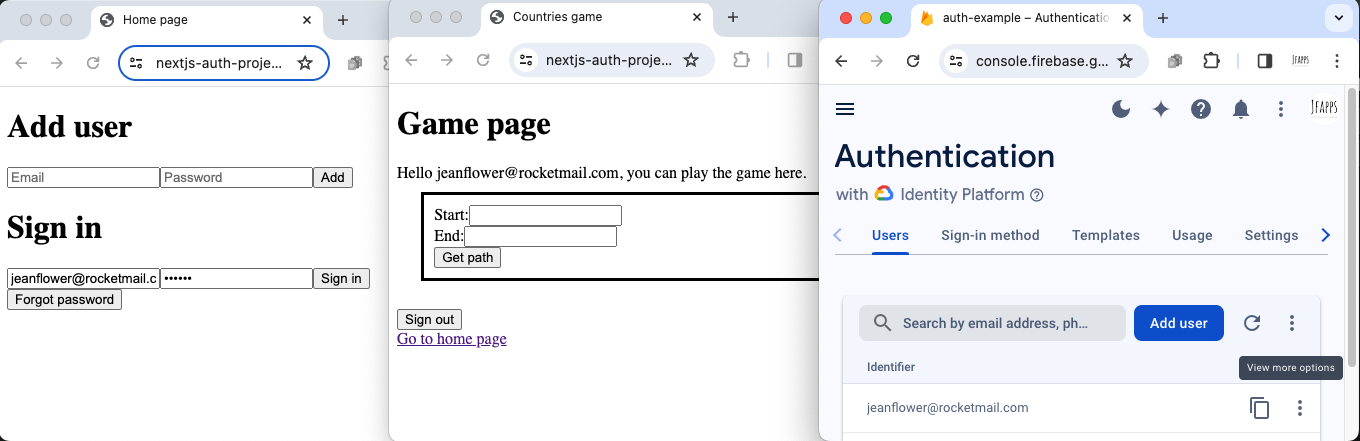 Home page
nextjs-auth-proje...
Add user
Email Password Add
Sign in
jeanflower@rocketmail.c •••••• Sign in
Forgot password
Countries game
nextjs-auth-proje...
Game page
Hello jeanflower@rocketmail.com, you can play the game here.
Start:
End:
Get path
Sign out
Go to home page
auth-example – Authenticatio
console.firebase.g...
JFAPPS
JFAPPS
Authentication
with Identity Platform
Users Sign-in method Templates Usage Settings
Search by email address, ph... Add user
Identifier
View more options
jeanflower@rocketmail.com